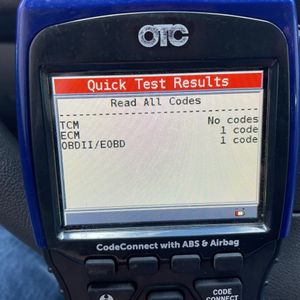 OTC
Quick Test Results
Read All Codes
TCM No codes
ECM 1 code
OBDII/EOBD 1 code
CodeConnect with ABS & Airbag
CODE
CONNECT